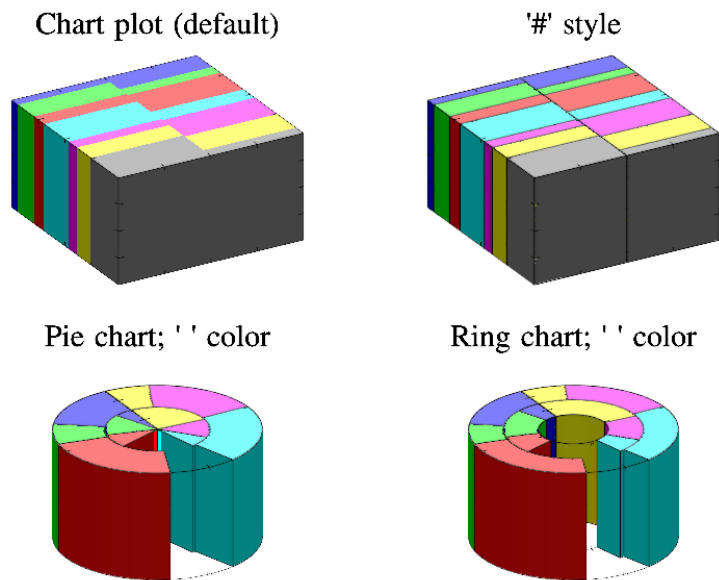 Chart plot (default)
'#' style
Pie chart; ' ' color
Ring chart; ' ' color